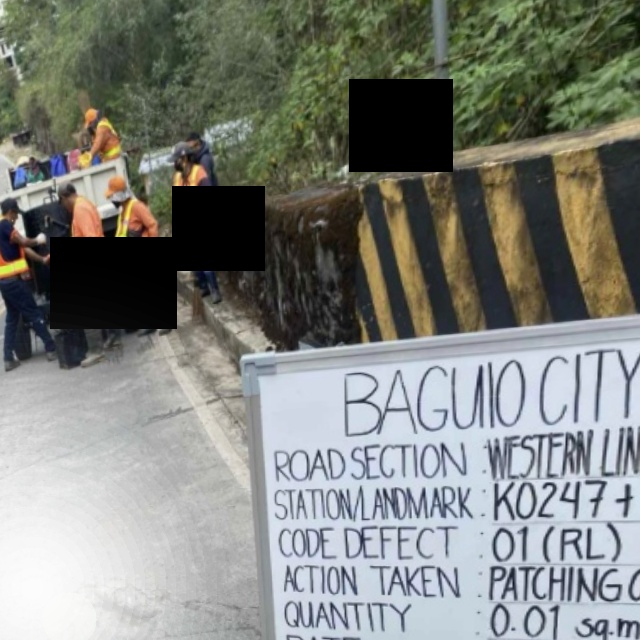 BAGUIO CITY
ROAD SECTION : WESTERN LIN
STATION/LANDMARK : K0247 +
CODE DEFECT : 01 (RL)
ACTION TAKEN : PATCHING
QUANTITY : 0.01 sq.m